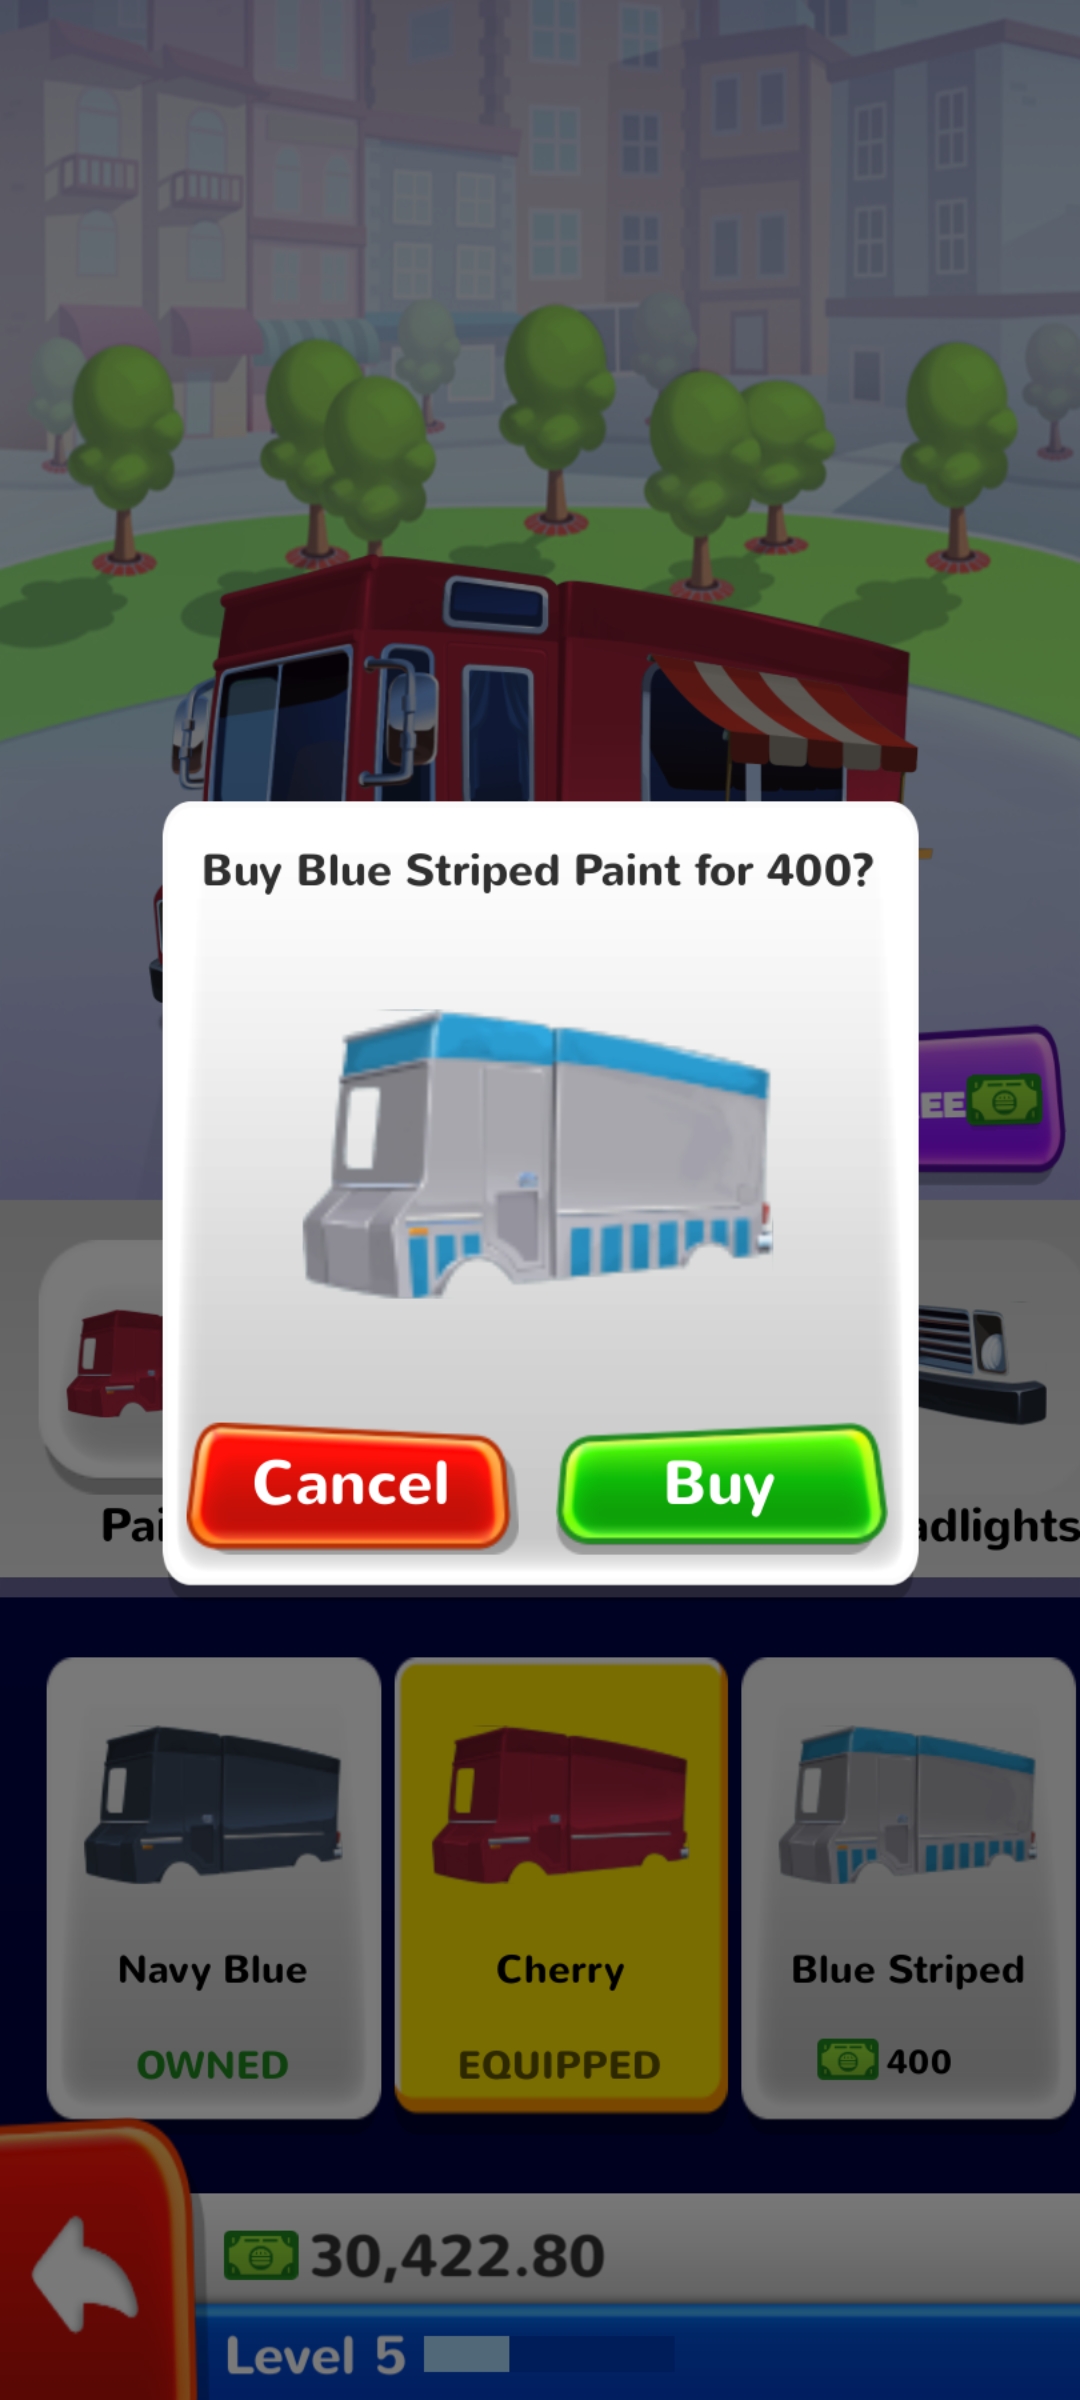 Buy Blue Striped Paint for 400?
EE
Cancel
Buy
Pai
adlights
Navy Blue
Cherry
Blue Striped
OWNED
EQUIPPED
400
30,422.80
Level 5